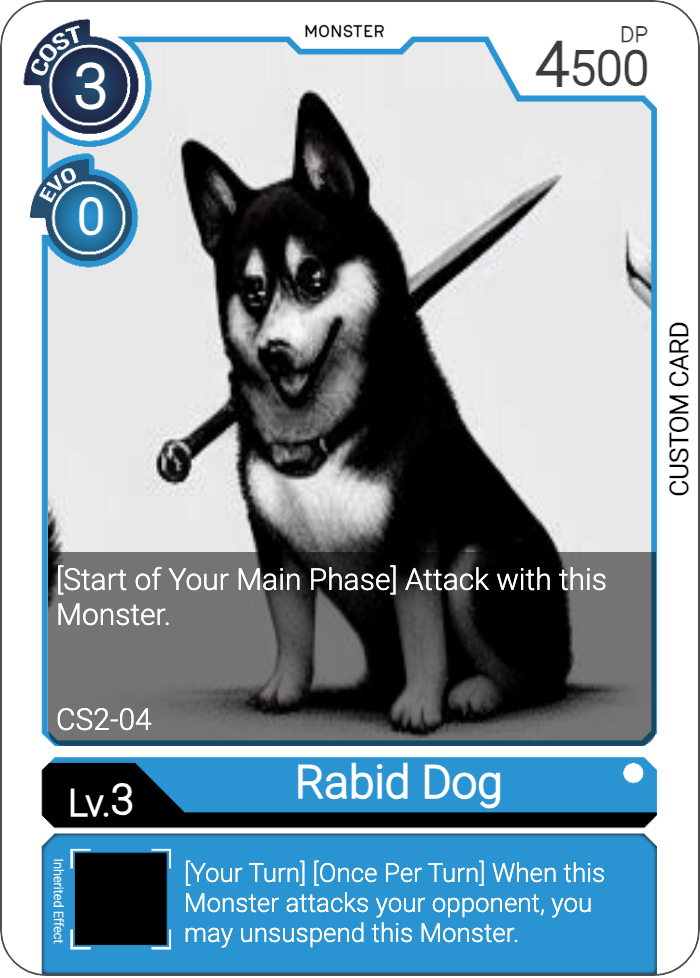 MONSTER
COST
3
DP
4500
EVO
0
CUSTOM CARD
[Start of Your Main Phase] Attack with this
Monster.
CS2-04
Lv.3
Rabid Dog
Inherited Effect
[Your Turn] [Once Per Turn] When this
Monster attacks your opponent, you
may unsuspend this Monster.